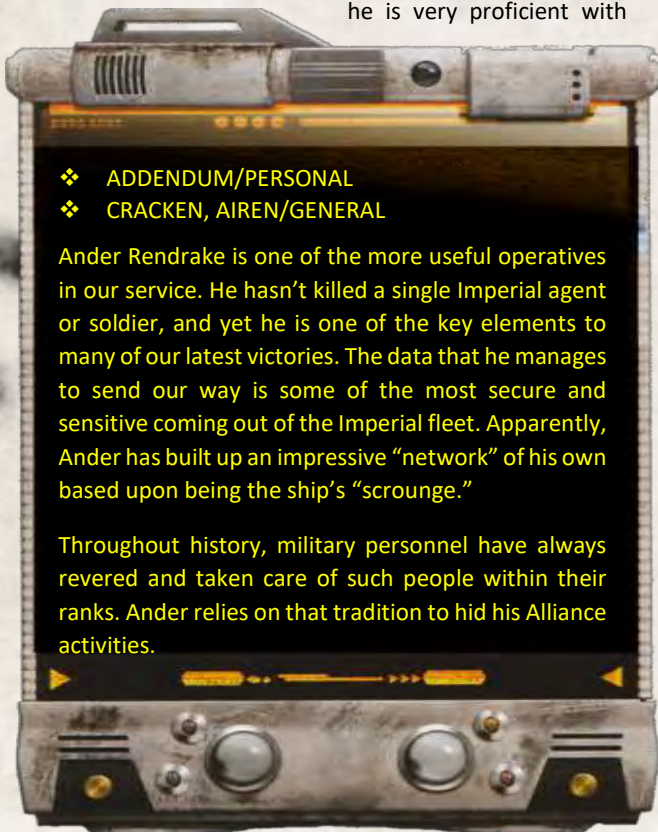 he is very proficient with
❖ ADDENDUM/PERSONAL
❖ CRACKEN, AIREN/GENERAL
Ander Rendrake is one of the more useful operatives
in our service. He hasn’t killed a single Imperial agent
or soldier, and yet he is one of the key elements to
many of our latest victories. The data that he manages
to send our way is some of the most secure and
sensitive coming out of the Imperial fleet. Apparently,
Ander has built up an impressive “network” of his own
based upon being the ship’s “scrounge.”
Throughout history, military personnel have always
revered and taken care of such people within their
ranks. Ander relies on that tradition to hid his Alliance
activities.